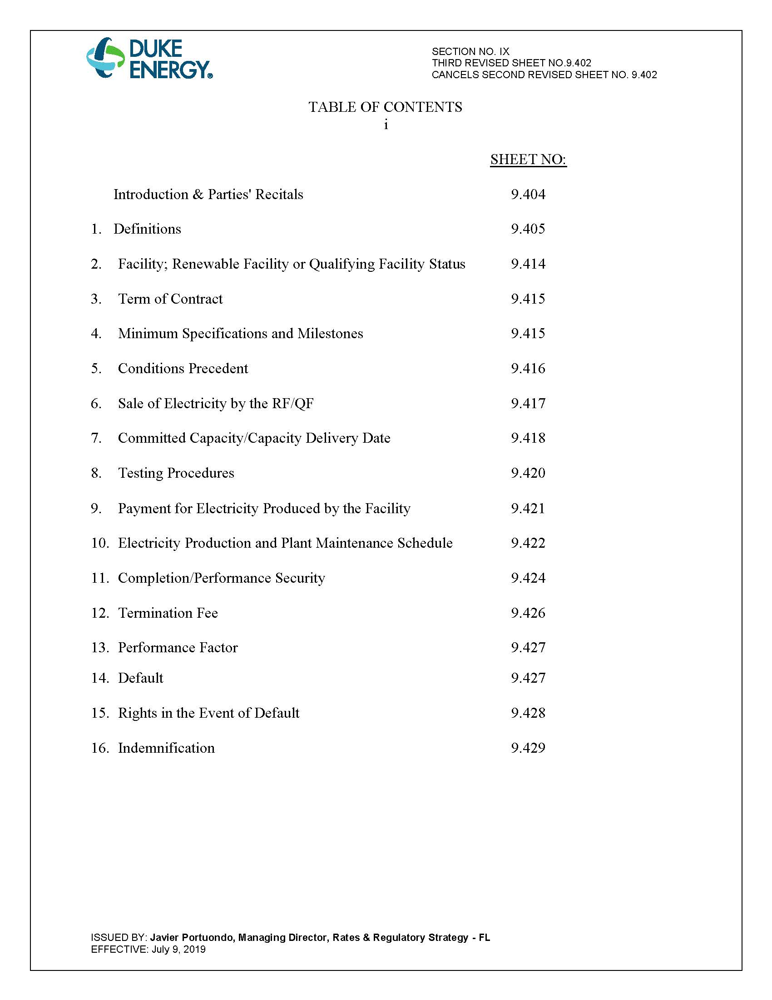 DUKE
ENERGY®
SECTION NO. IX
THIRD REVISED SHEET NO.9.402
CANCELS SECOND REVISED SHEET NO. 9.402
TABLE OF CONTENTS
i
SHEET NO:
Introduction & Parties' Recitals 9.404
1. Definitions 9.405
2. Facility; Renewable Facility or Qualifying Facility Status 9.414
3. Term of Contract 9.415
4. Minimum Specifications and Milestones 9.415
5. Conditions Precedent 9.416
6. Sale of Electricity by the RF/QF 9.417
7. Committed Capacity/Capacity Delivery Date 9.418
8. Testing Procedures 9.420
9. Payment for Electricity Produced by the Facility 9.421
10. Electricity Production and Plant Maintenance Schedule 9.422
11. Completion/Performance Security 9.424
12. Termination Fee 9.426
13. Performance Factor 9.427
14. Default 9.427
15. Rights in the Event of Default 9.428
16. Indemnification 9.429
ISSUED BY: Javier Portuondo, Managing Director, Rates & Regulatory Strategy - FL
EFFECTIVE: July 9, 2019